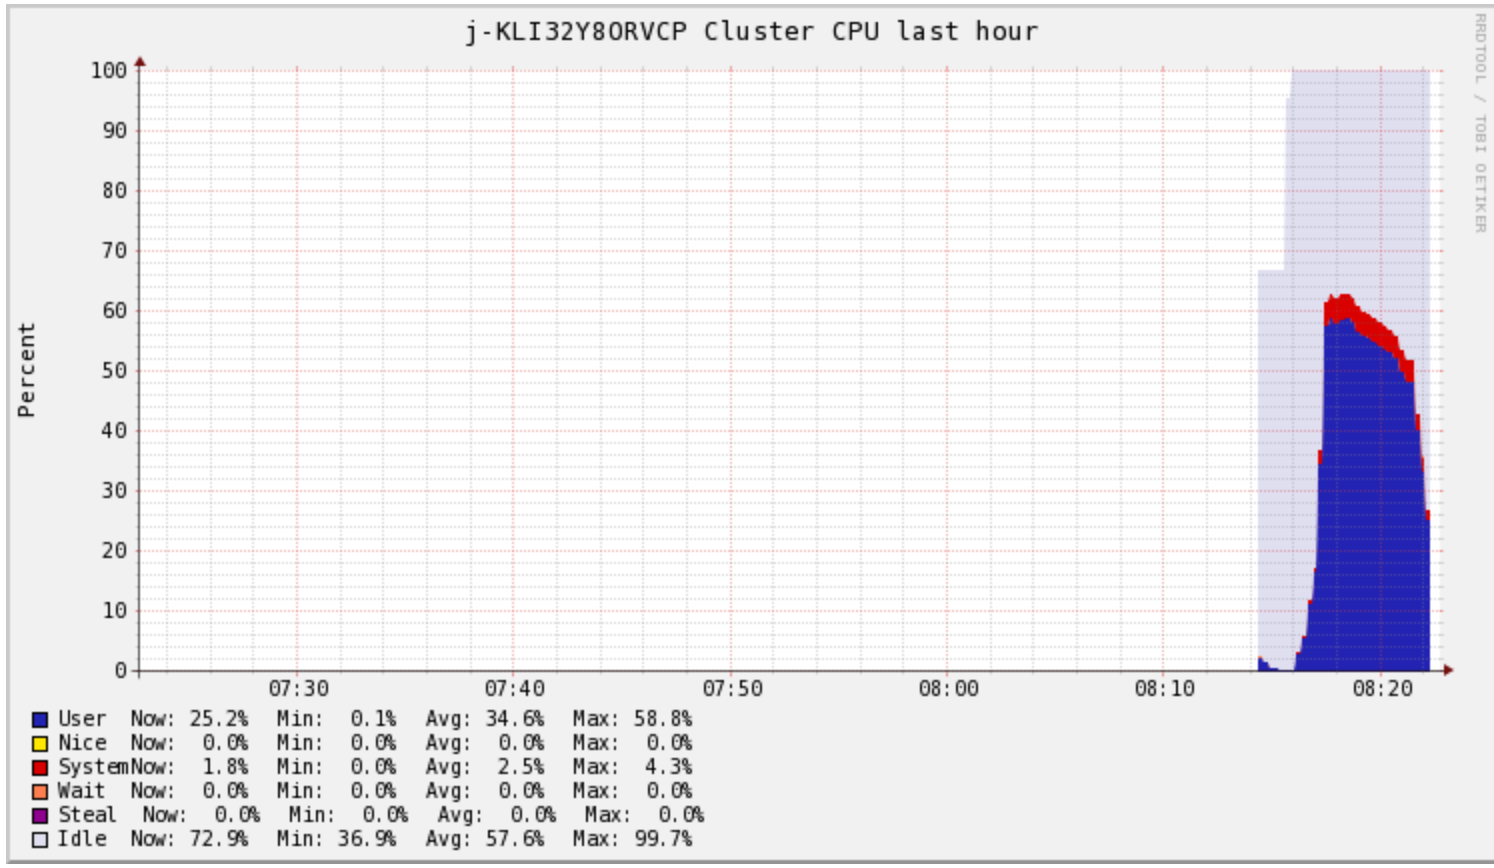 j-KLI32Y8ORVCP Cluster CPU last hour
RRDTOOL / TOBI OETIKER
Percent
100
90
80
70
60
50
40
30
20
10
0
07:30 07:40 07:50 08:00 08:10 08:20
User Now: 25.2% Min: 0.1% Avg: 34.6% Max: 58.8%
Nice Now: 0.0% Min: 0.0% Avg: 0.0% Max: 0.0%
SystemNow: 1.8% Min: 0.0% Avg: 2.5% Max: 4.3%
Wait Now: 0.0% Min: 0.0% Avg: 0.0% Max: 0.0%
Steal Now: 0.0% Min: 0.0% Avg: 0.0% Max: 0.0%
Idle Now: 72.9% Min: 36.9% Avg: 57.6% Max: 99.7%